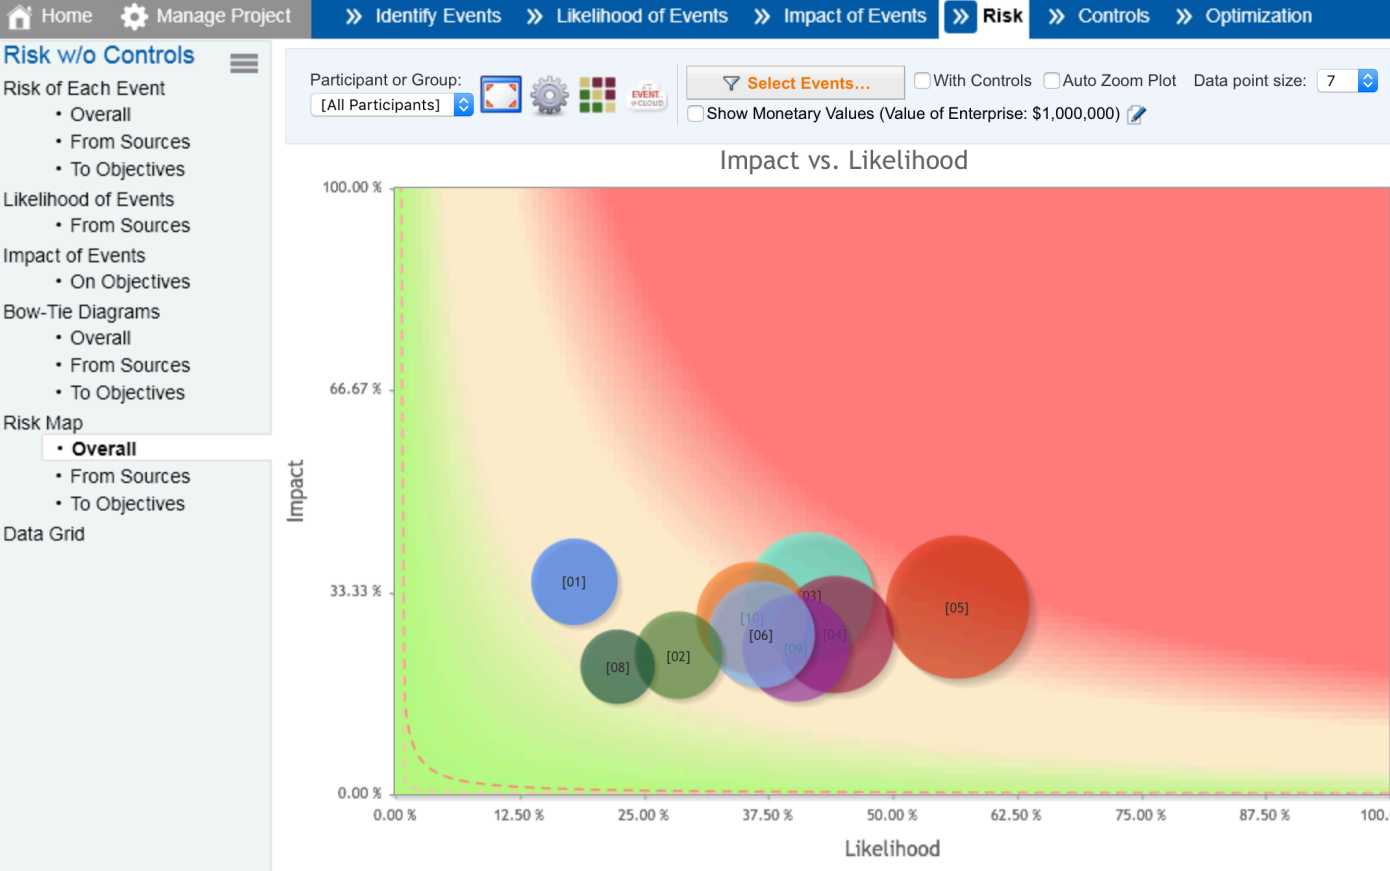 Home Manage Project Identify Events Likelihood of Events Impact of Events Risk Controls Optimization
Risk w/o Controls
Risk of Each Event
• Overall
• From Sources
• To Objectives
Likelihood of Events
• From Sources
Impact of Events
• On Objectives
Bow-Tie Diagrams
• Overall
• From Sources
• To Objectives
Risk Map
• Overall
• From Sources
• To Objectives
Data Grid
Participant or Group:
[All Participants]
EVENT
CLOUD
Select Events... With Controls Auto Zoom Plot Data point size: 7
Show Monetary Values (Value of Enterprise: $1,000,000)
Impact vs. Likelihood
100.00 %
66.67 %
33.33 %
0.00 %
Impact
[01]
03]
[05]
[10]
[06]
[04]
[09]
[02]
[08]
0.00 % 12.50 % 25.00 % 37.50 % 50.00 % 62.50 % 75.00 % 87.50 % 100.
Likelihood